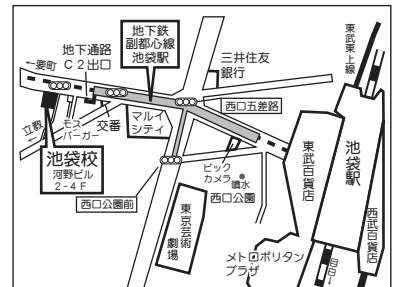 ←要町
地下通路
C2出口
地下鉄
副都心線
池袋駅
三井住友
銀行
東武東上線
西口五差路
立教
モス
バーガー
交番
マルイ
シティ
池袋校
河野ビル
2-4F
ビック
カメラ
噴水
西口公園
西口公園前
東京芸術
劇場
東武百貨店
池袋駅
西武百貨店
メトロポリタン
プラザ
目白→